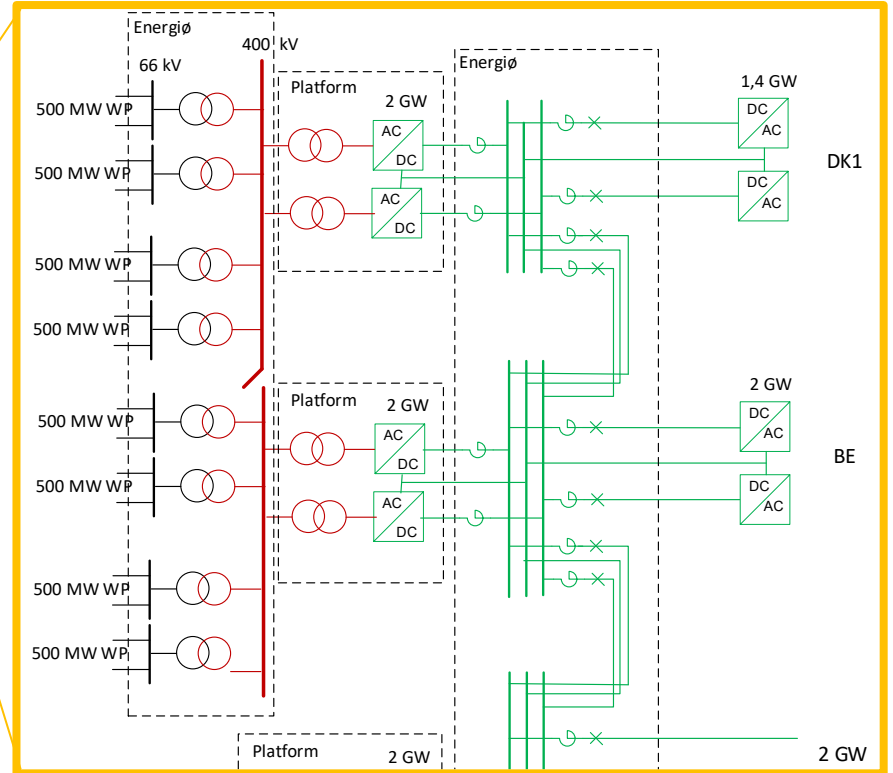 Energiø
400 kV
66 kV
Energiø
Platform
2 GW
1,4 GW
500 MW WP
AC
DC
DC
AC
DK1
500 MW WP
AC
DC
DC
AC
500 MW WP
500 MW WP
Platform
2 GW
2 GW
500 MW WP
AC
DC
DC
AC
BE
500 MW WP
AC
DC
DC
AC
500 MW WP
500 MW WP
Platform
2 GW
2 GW